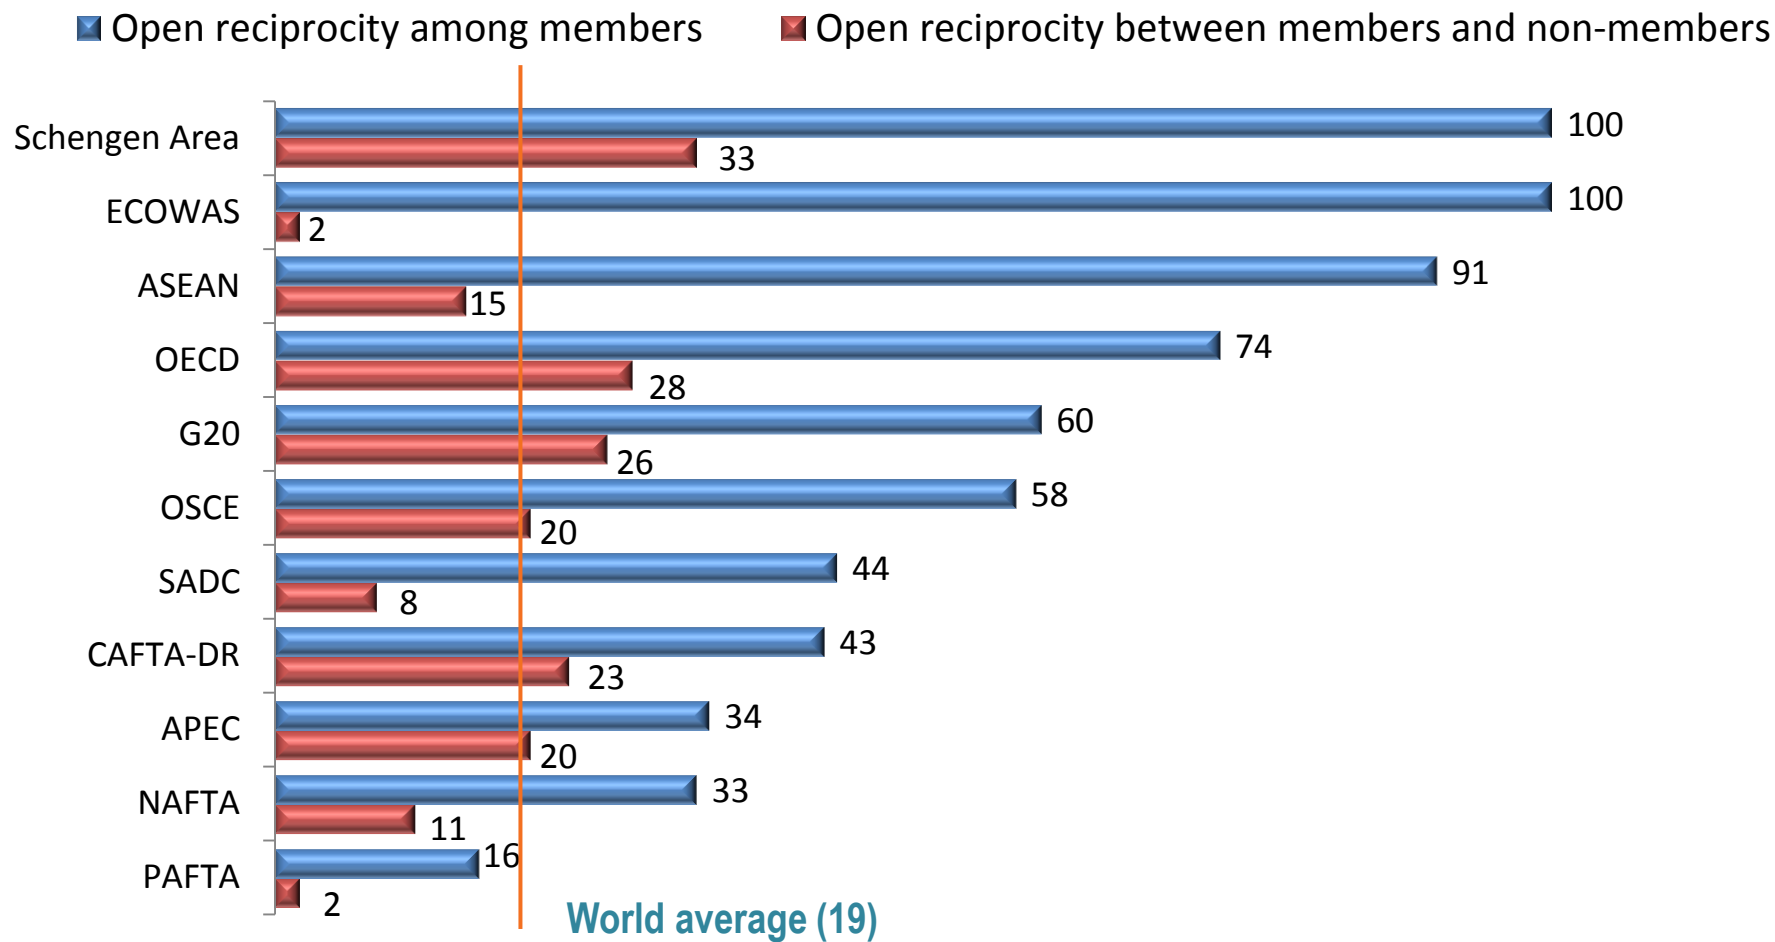 Open reciprocity among members
Open reciprocity between members and non-members
Schengen Area
100
33
ECOWAS
100
2
ASEAN
91
15
OECD
74
28
G20
60
26
OSCE
58
20
SADC
44
8
CAFTA-DR
43
23
APEC
34
20
NAFTA
33
11
PAFTA
16
2
World average (19)